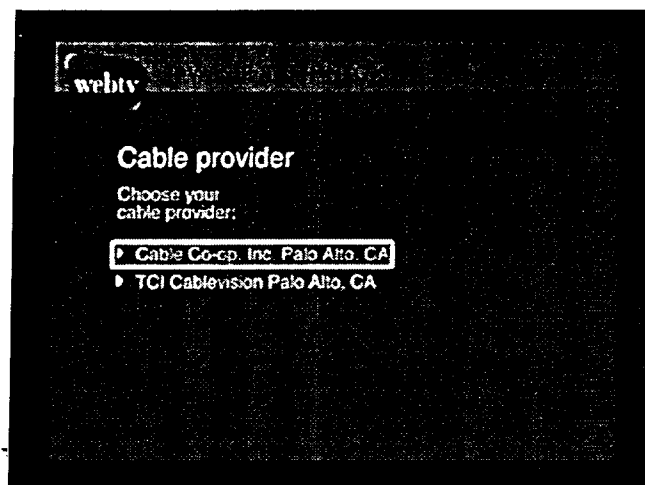 webtv
Cable provider
Choose your
cable provider:
Cable Co-op, Inc. Palo Alto, CA
TCI Cablevision Palo Alto, CA